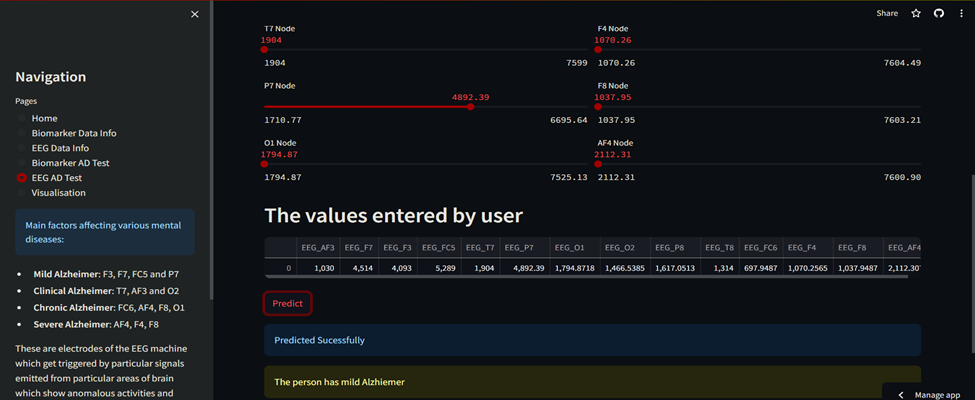 Share
Navigation
Pages
Home
Biomarker Data Info
EEG Data Info
Biomarker AD Test
EEG AD Test
Visualisation
Main factors affecting various mental
diseases:
Mild Alzheimer: F3, F7, FC5 and P7
Clinical Alzheimer: T7, AF3 and O2
Chronic Alzheimer: FC6, AF4, F8, O1
Severe Alzheimer: AF4, F4, F8
These are electrodes of the EEG machine
which get triggered by particular signals
emitted from particular areas of brain
which show anomalous activities and
T7 Node
1904
1904 7599
F4 Node
1070.26
1070.26 7604.49
P7 Node
4892.39
1710.77 6695.64
F8 Node
1037.95
1037.95 7603.21
O1 Node
1794.87
1794.87 7525.13
AF4 Node
2112.31
2112.31 7600.90
The values entered by user
EEG_AF3 EEG_F7 EEG_F3 EEG_FC5 EEG_T7 EEG_P7 EEG_O1 EEG_O2 EEG_P8 EEG_T8 EEG_FC6 EEG_F4 EEG_F8 EEG_AF4
0 1,030 4,514 4,093 5,289 1,904 4,892.39 1,794.8718 1,466.5385 1,617.0513 1,314 697.9487 1,070.2565 1,037.9487 2,112.307
Predict
Predicted Sucessfully
The person has mild Alzhiemer
Manage app